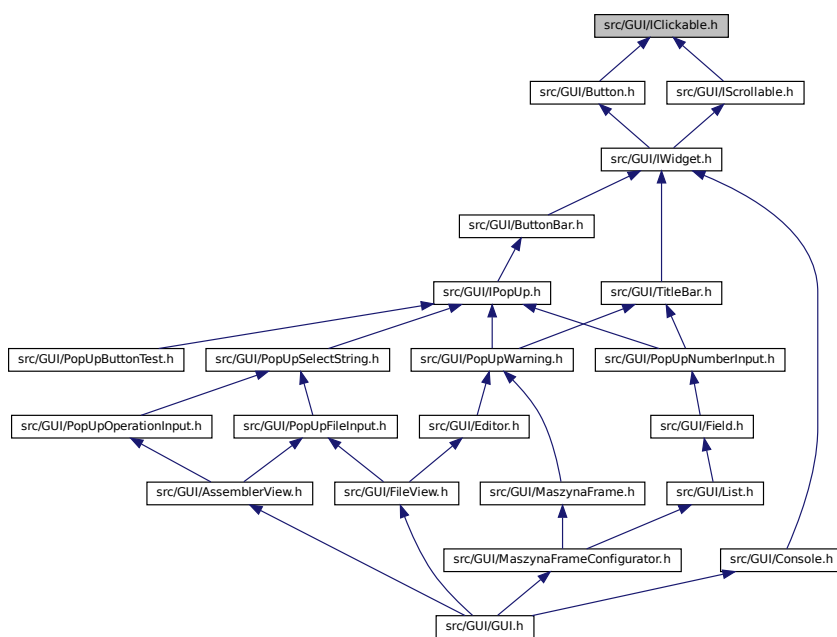 src/GUI/IClickable.h
src/GUI/Button.h
src/GUI/IScrollable.h
src/GUI/IWidget.h
src/GUI/ButtonBar.h
src/GUI/IPopUp.h
src/GUI/TitleBar.h
src/GUI/PopUpButtonTest.h
src/GUI/PopUpSelectString.h
src/GUI/PopUpWarning.h
src/GUI/PopUpNumberInput.h
src/GUI/PopUpOperationInput.h
src/GUI/PopUpFileInput.h
src/GUI/Editor.h
src/GUI/Field.h
src/GUI/AssemblerView.h
src/GUI/FileView.h
src/GUI/MaszynaFrame.h
src/GUI/List.h
src/GUI/MaszynaFrameConfigurator.h
src/GUI/Console.h
src/GUI/GUI.h